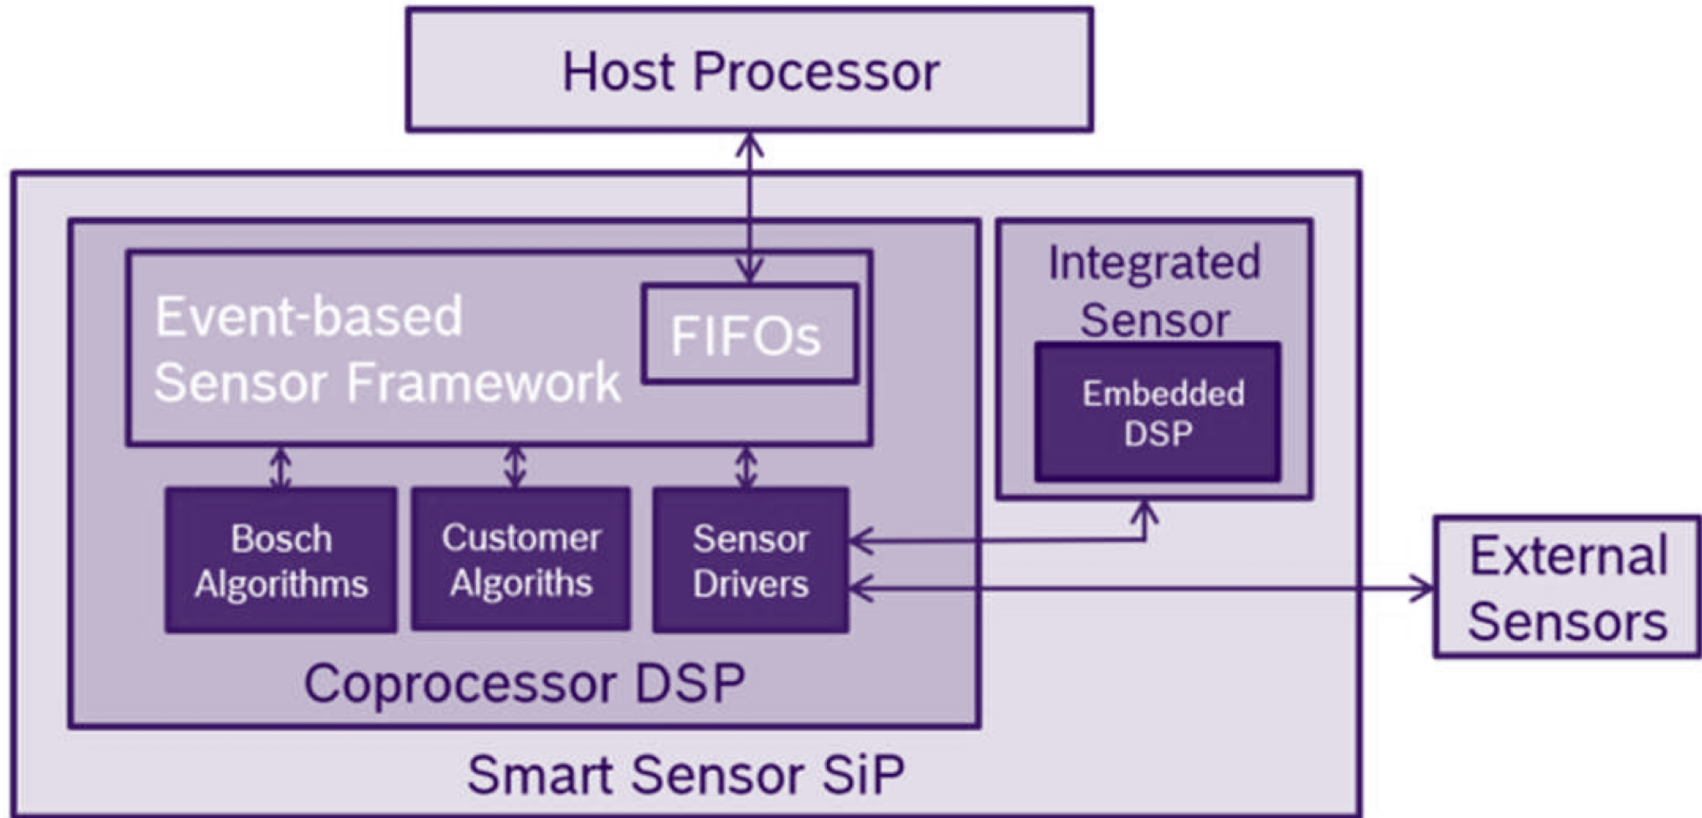 Host Processor
Event-based
Sensor Framework
FIFOs
Integrated
Sensor
Embedded
DSP
Bosch
Algorithms
Customer
Algoriths
Sensor
Drivers
External
Sensors
Coprocessor DSP
Smart Sensor SiP